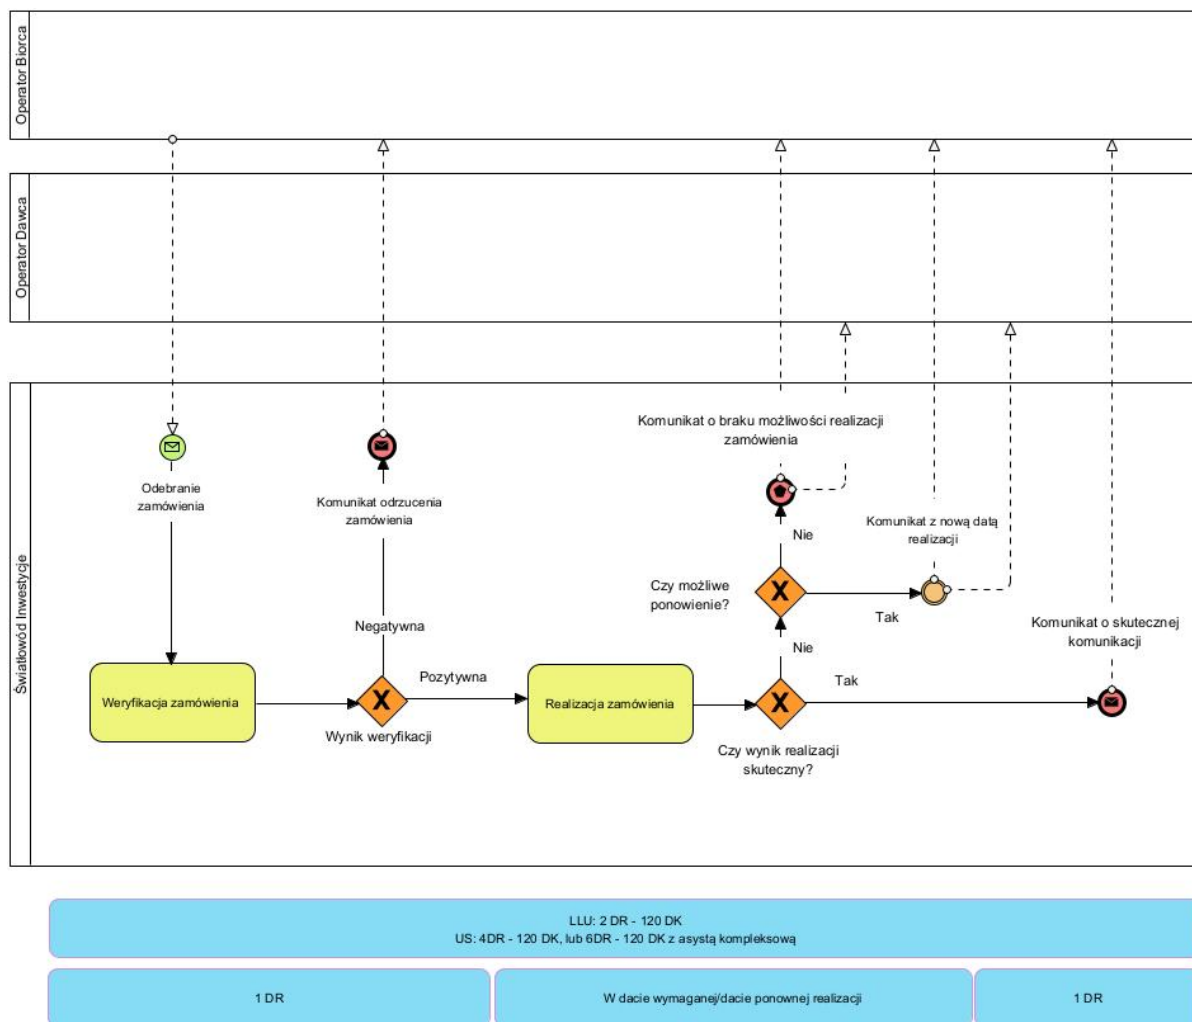 Operator Biorca
Operator Dawca
Światłowód Inwestycje
Odebranie
zamówienia
Komunikat odrzucenia
zamówienia
Negatywna
Weryfikacja zamówienia
Wynik weryfikacji
Pozytywna
Realizacja zamówienia
Komunikat o braku możliwości realizacji
zamówienia
Nie
Czy możliwe
ponowienie?
Tak
Komunikat z nową datą
realizacji
Nie
Czy wynik realizacji
skuteczny?
Tak
Komunikat o skutecznej
komunikacji
LLU: 2 DR - 120 DK
US: 4DR - 120 DK, lub 6DR - 120 DK z asystą kompleksową
1 DR
W dacie wymaganej/dacie ponownej realizacji
1 DR